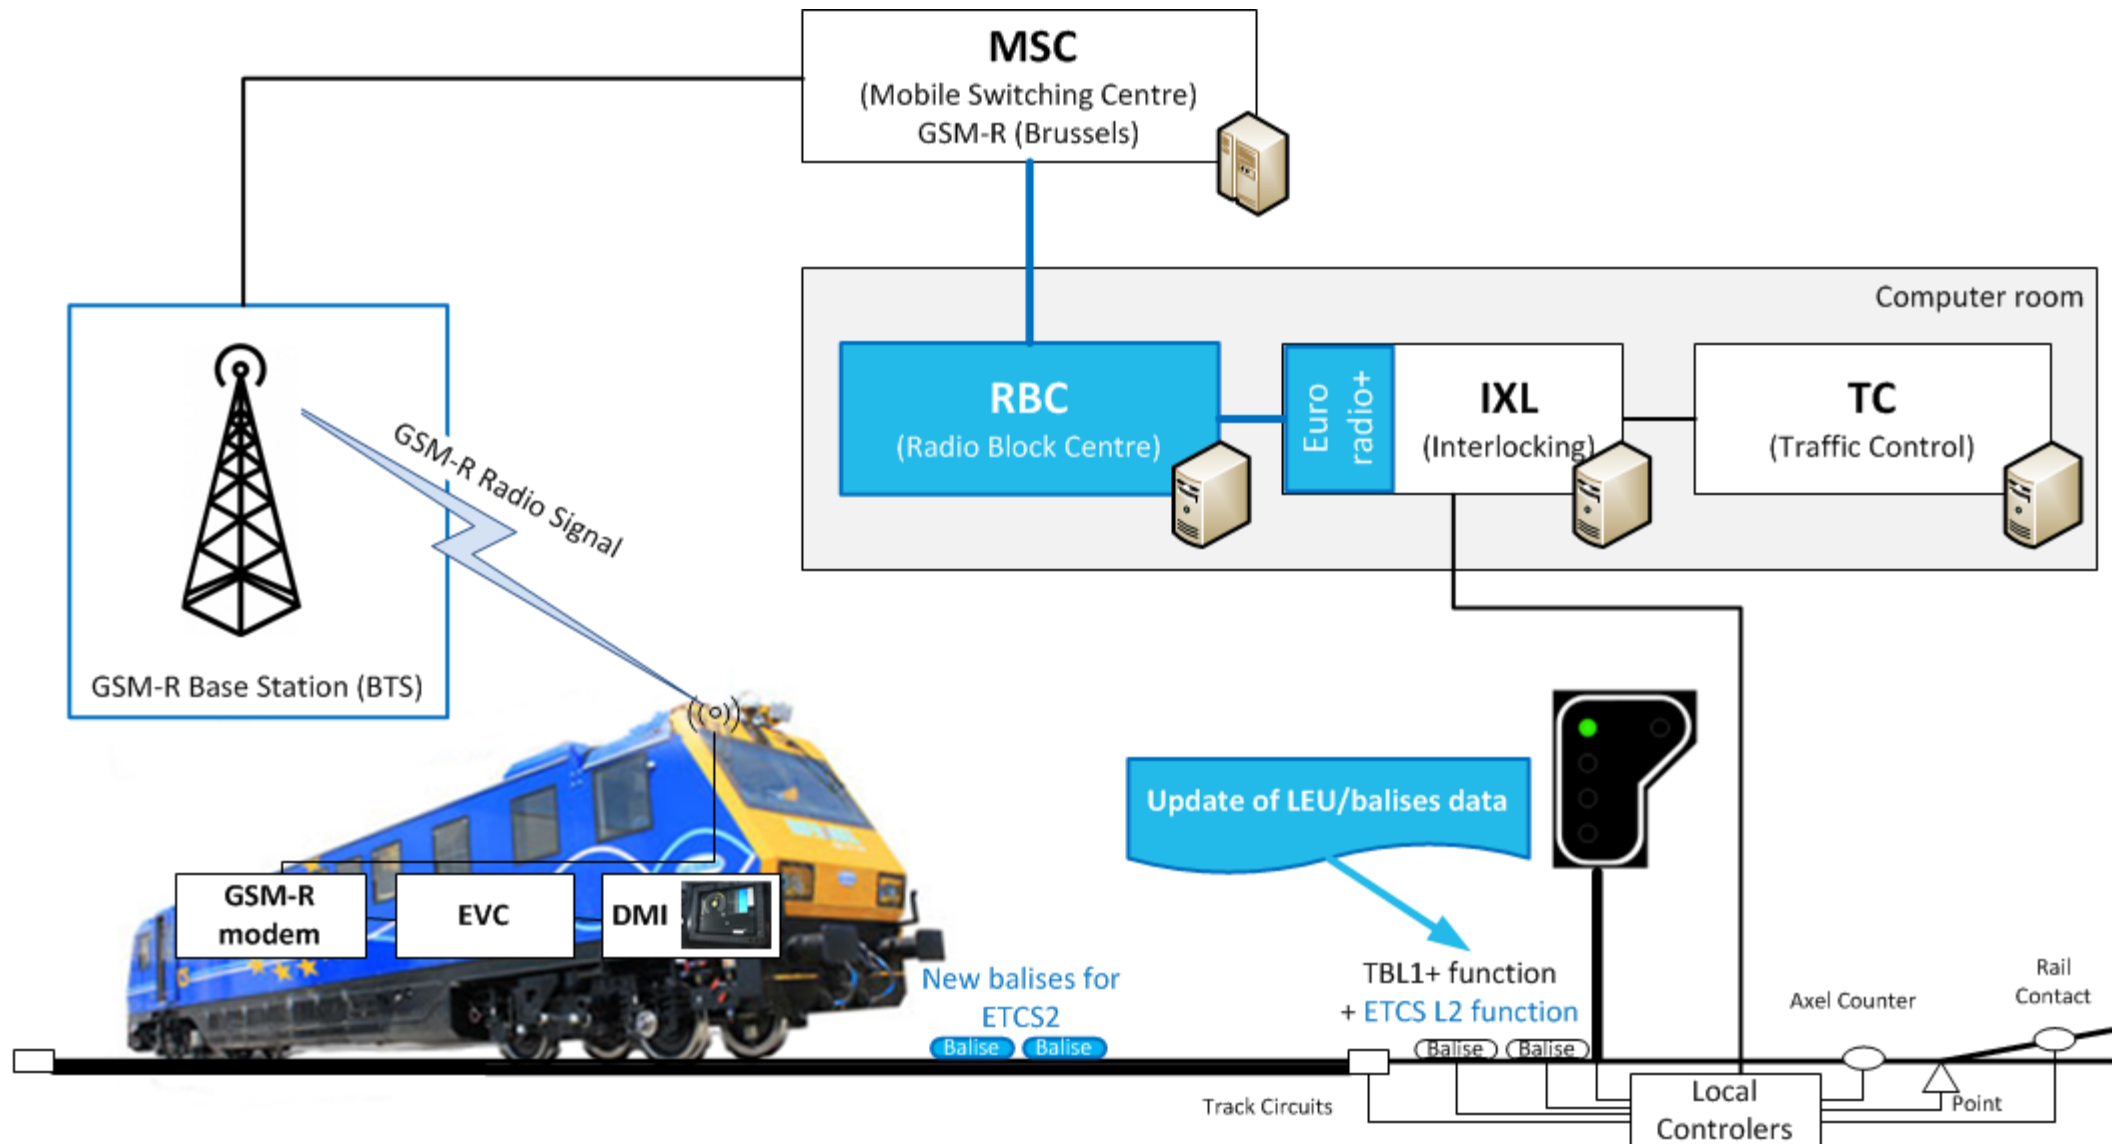 MSC
(Mobile Switching Centre)
GSM-R (Brussels)
Computer room
RBC
(Radio Block Centre)
Euro
radio+
IXL
(Interlocking)
TC
(Traffic Control)
GSM-R Radio Signal
GSM-R Base Station (BTS)
Update of LEU/balises data
GSM-R
modem
EVC
DMI
New balises for
ETCS2
Balise
Balise
TBL1+ function
+ ETCS L2 function
Balise
Balise
Axel Counter
Rail
Contact
Track Circuits
Local
Controlers
Point